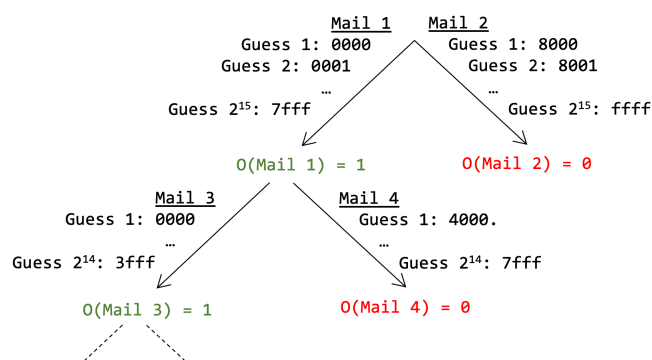 Mail 1 Mail 2
Guess 1: 0000 Guess 1: 8000
Guess 2: 0001 Guess 2: 8001
… …
Guess 2¹⁵: 7fff Guess 2¹⁵: ffff
O(Mail 1) = 1 O(Mail 2) = 0
Mail 3 Mail 4
Guess 1: 0000 Guess 1: 4000.
… …
Guess 2¹⁴: 3fff Guess 2¹⁴: 7fff
O(Mail 3) = 1 O(Mail 4) = 0